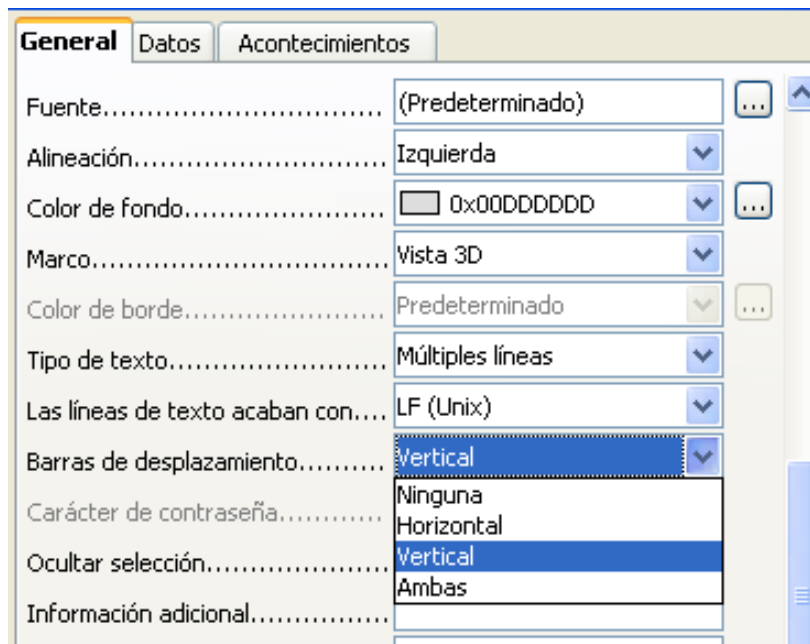 General Datos Acontecimientos
Fuente.............................. (Predeterminado) ...
Alineación........................... Izquierda
Color de fondo....................... 0x00DDDDDD ...
Marco................................ Vista 3D
Color de borde....................... Predeterminado ...
Tipo de texto........................ Múltiples líneas
Las líneas de texto acaban con.... LF (Unix)
Barras de desplazamiento.......... Vertical
Ninguna
Carácter de contraseña............
Horizontal
Vertical
Ocultar selección...................
Ambas
Información adicional................